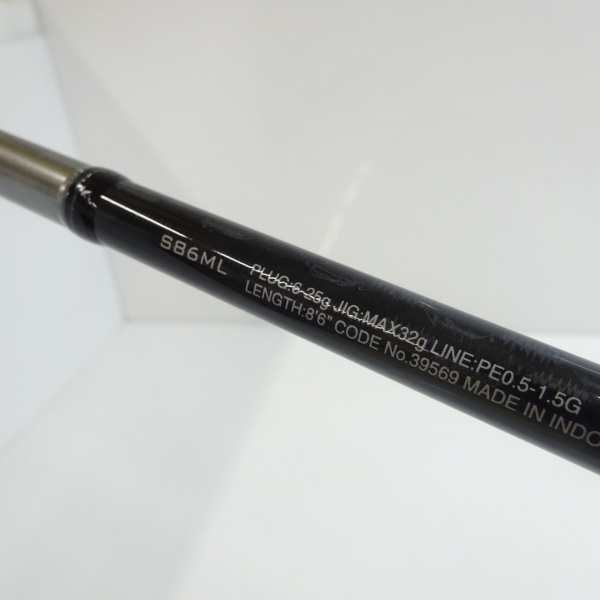 S86ML
PLUG:6-25g JIG:MAX32g LINE:PE0.5-1.5G
LENGTH:8'6" CODE No.39569 MADE IN INDO